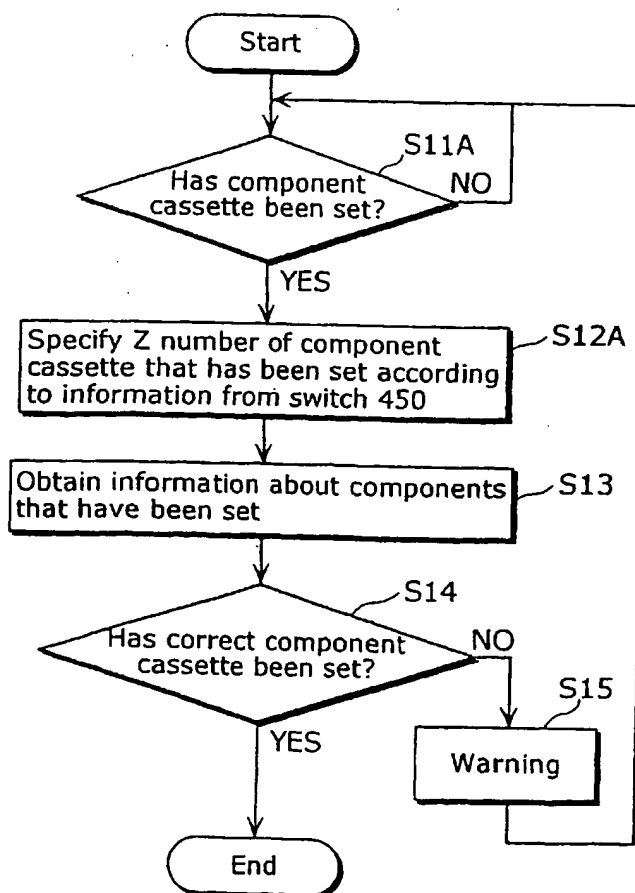 Start
S11A
Has component
cassette been set?
NO
YES
S12A
Specify Z number of component
cassette that has been set according
to information from switch 450
S13
Obtain information about components
that have been set
S14
Has correct component
cassette been set?
NO
YES
S15
Warning
End